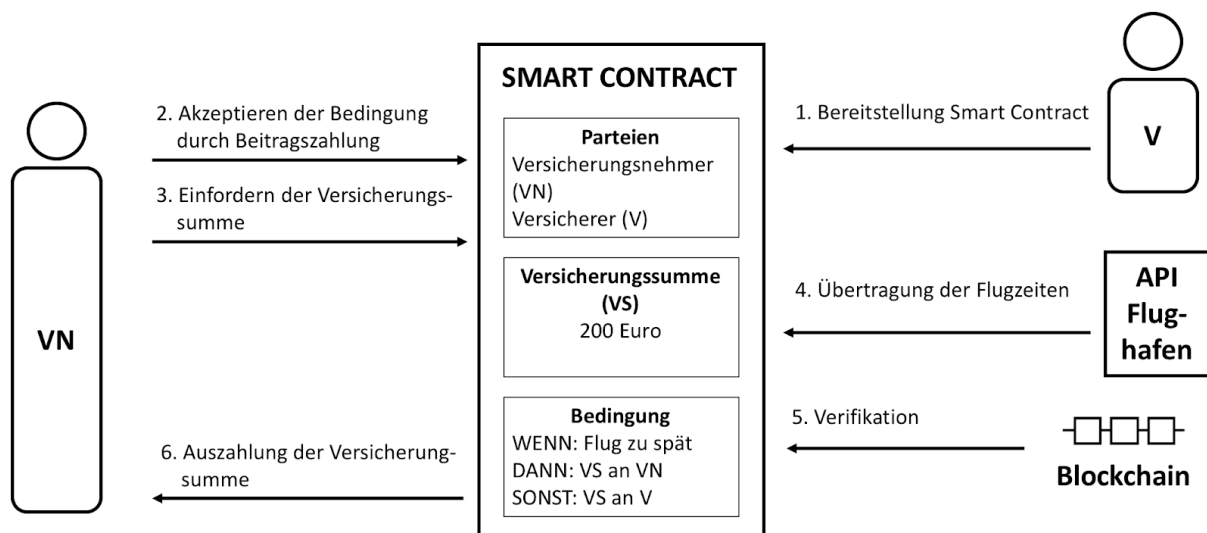 SMART CONTRACT
Parteien
Versicherungsnehmer
(VN)
Versicherer (V)
Versicherungssumme
(VS)
200 Euro
Bedingung
WENN: Flug zu spät
DANN: VS an VN
SONST: VS an V
1. Bereitstellung Smart Contract
V
2. Akzeptieren der Bedingung
durch Beitragszahlung
3. Einfordern der Versicherungs-
summe
VN
4. Übertragung der Flugzeiten
API
Flug-
hafen
5. Verifikation
Blockchain
6. Auszahlung der Versicherung-
summe